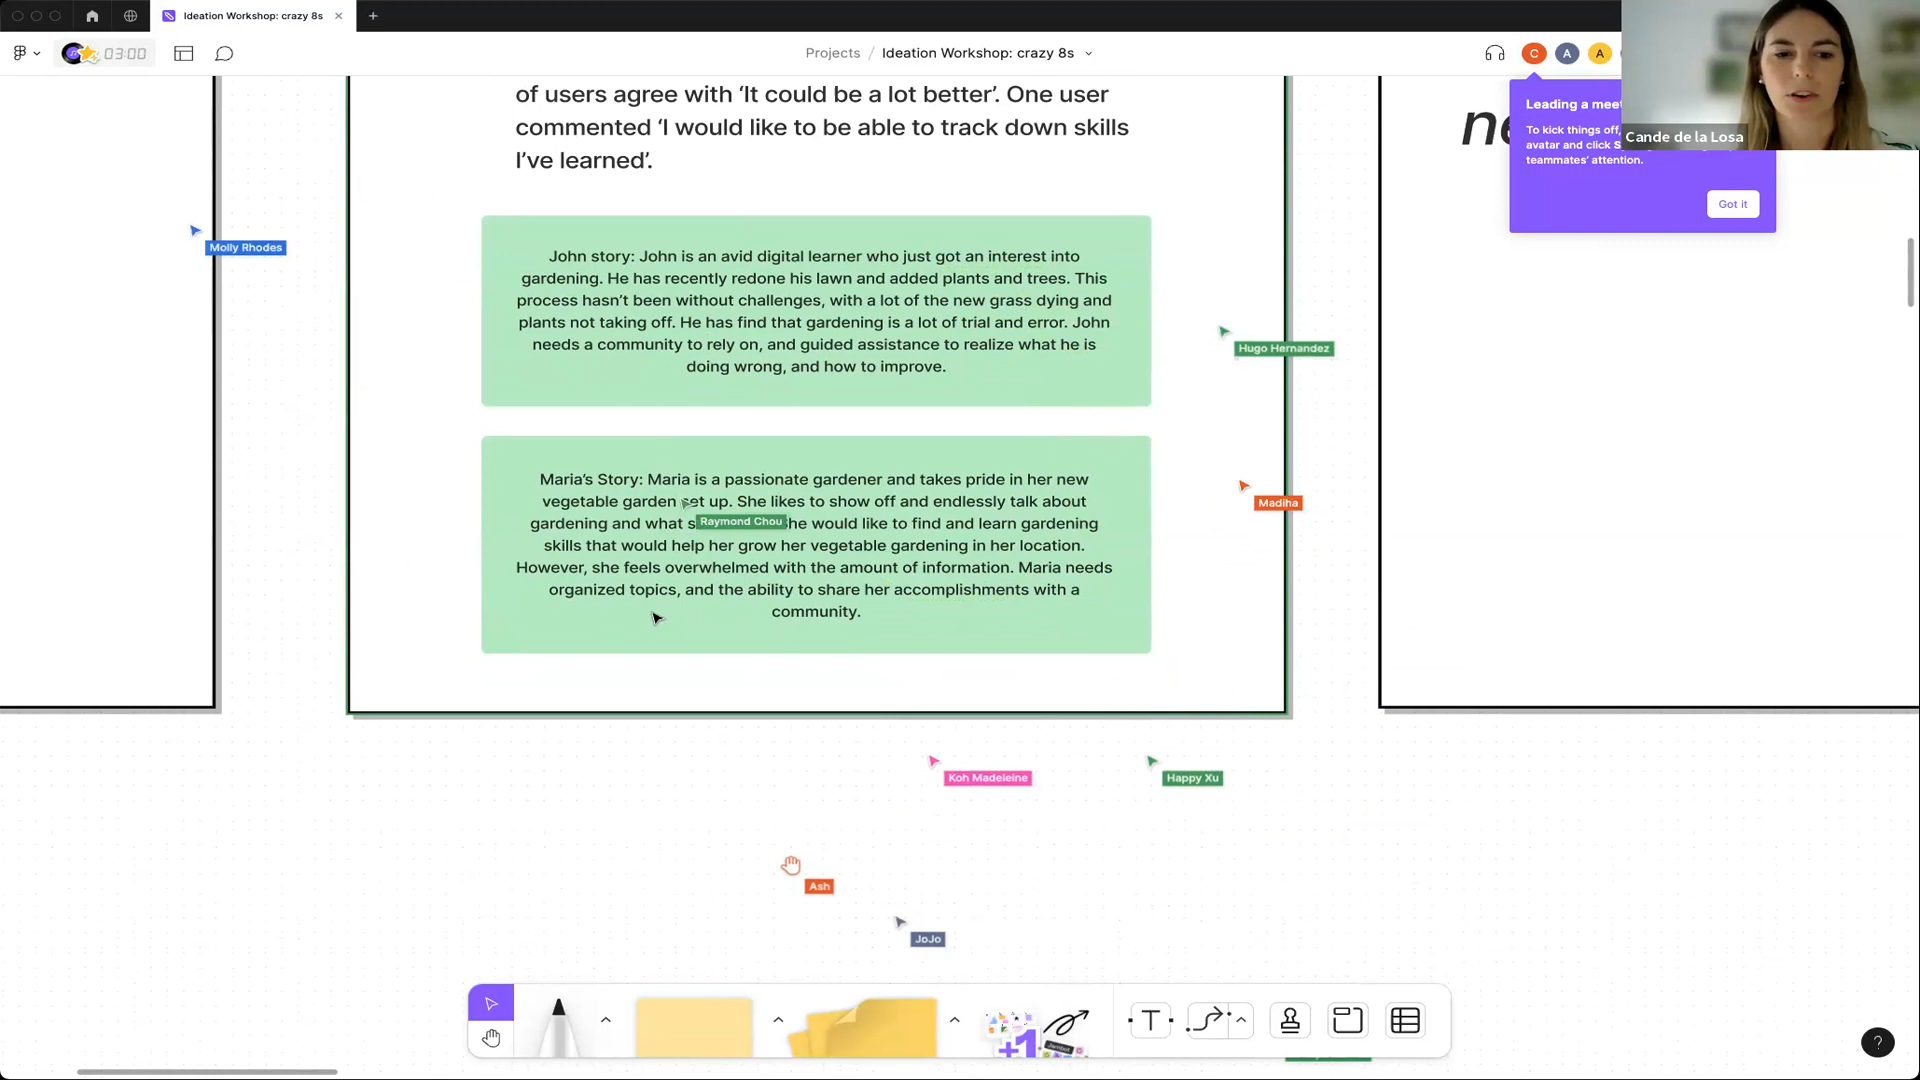 Ideation Workshop: crazy 8s
03:00
Projects / Ideation Workshop: crazy 8s
C
A
A
Cande de la Losa
Leading a meet
To kick things off,
avatar and click S
teammates' attention.
Got it
of users agree with ‘It could be a lot better’. One user
commented ‘I would like to be able to track down skills
I’ve learned’.
Molly Rhodes
John story: John is an avid digital learner who just got an interest into
gardening. He has recently redone his lawn and added plants and trees. This
process hasn’t been without challenges, with a lot of the new grass dying and
plants not taking off. He has find that gardening is a lot of trial and error. John
needs a community to rely on, and guided assistance to realize what he is
doing wrong, and how to improve.
Hugo Hernandez
Maria’s Story: Maria is a passionate gardener and takes pride in her new
vegetable garden set up. She likes to show off and endlessly talk about
gardening and what s he would like to find and learn gardening
skills that would help her grow her vegetable gardening in her location.
However, she feels overwhelmed with the amount of information. Maria needs
organized topics, and the ability to share her accomplishments with a
community.
Raymond Chou
Madiha
Koh Madeleine
Happy Xu
Ash
JoJo
T
+1
?